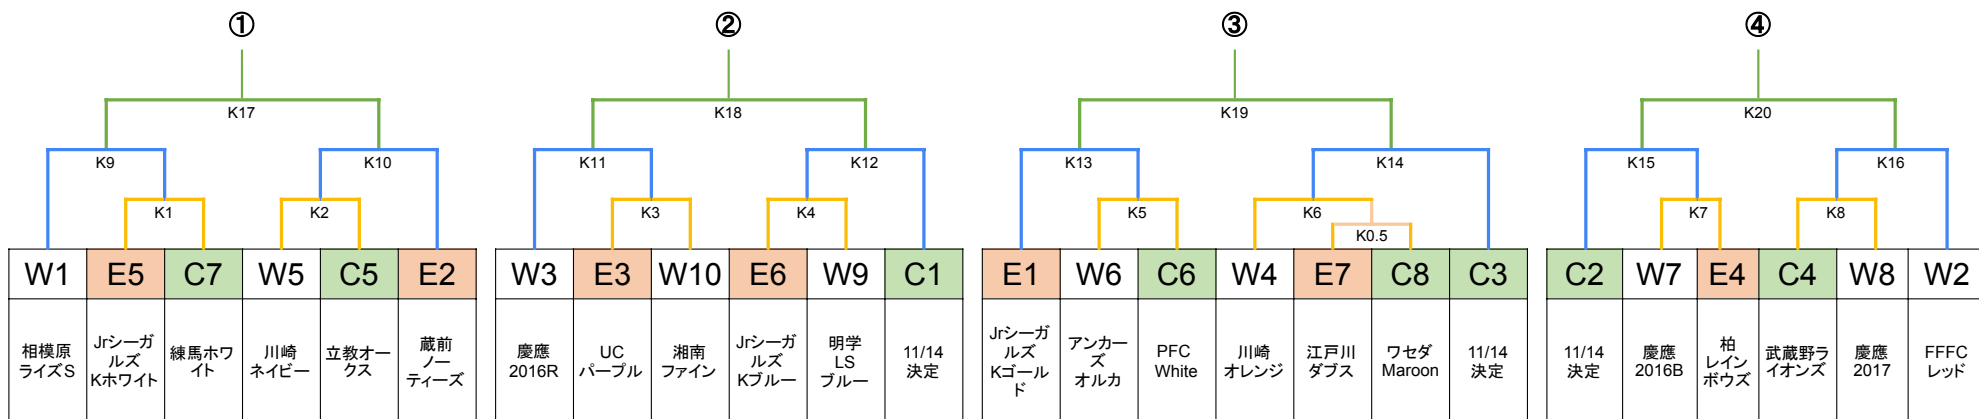 ① ② ③ ④
K17 K18 K19 K20
K9 K10 K11 K12 K13 K14 K15 K16
K1 K2 K3 K4 K5 K6 K7 K8
K0.5
W1 E5 C7 W5 C5 E2 W3 E3 W10 E6 W9 C1 E1 W6 C6 W4 E7 C8 C3 C2 W7 E4 C4 W8 W2
相模原
ライズS
Jrシーガ
ルズ
Kホワイト
練馬ホワ
イト
川崎
ネイビー
立教オー
クス
蔵前
ノー
ティーズ
慶應
2016R
UC
パープル
湘南
ファイン
Jrシーガ
ルズ
Kブルー
明学
LS
ブルー
11/14
決定
Jrシーガ
ルズ
Kゴール
ド
アンカー
ズ
オルカ
PFC
White
川崎
オレンジ
江戸川
ダブス
ワセダ
Maroon
11/14
決定
11/14
決定
慶應
2016B
柏
レイン
ボウズ
武蔵野ラ
イオンズ
慶應
2017
FFFC
レッド